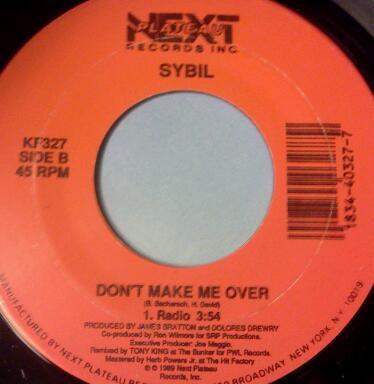 NEXT
PLATEAU
RECORDS INC
SYBIL
KF327
SIDE B
45 RPM
1834-40327-7
DON'T MAKE ME OVER
(B. Bacharach, H. David)
1. Radio 3:54
PRODUCED BY JAMES BRATTON and DOLORES DREWRY
Co-produced by Ron Wilmore for SRP Productions.
Executive Producer: Joe Maggio.
Remixed by TONY KING at The Bunker for PWL Records.
Mastered by Herb Powers Jr. at The Hit Factory
© ℗ 1989 Next Plateau
Records, Inc.
MANUFACTURED BY NEXT PLATEAU RECORDS BROADWAY NEW YORK, N.Y. 10019